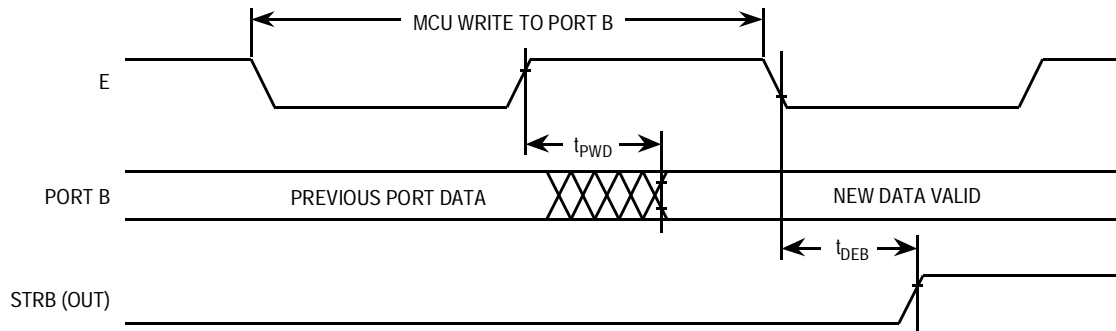 MCU WRITE TO PORT B
E
tPWD
PORT B
PREVIOUS PORT DATA
NEW DATA VALID
tDEB
STRB (OUT)